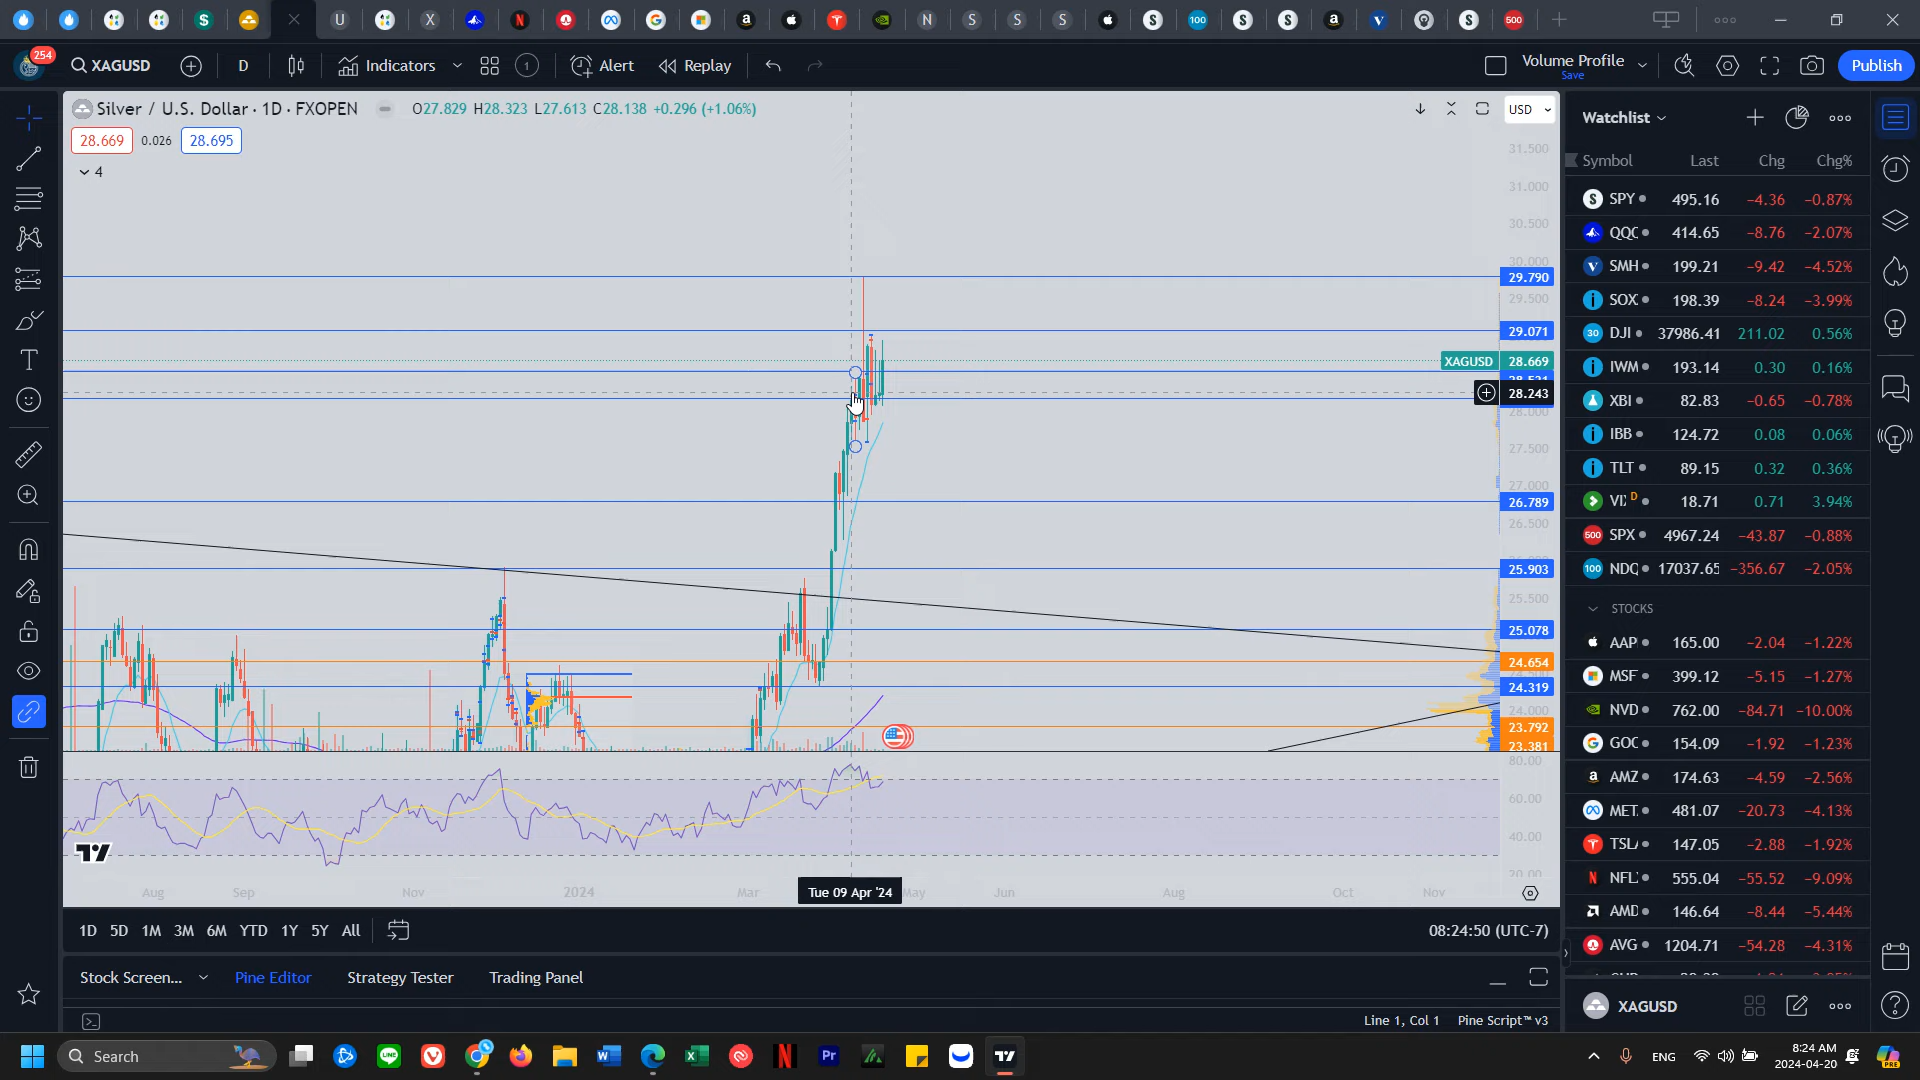 254
XAGUSD
D
Indicators
1
Alert
Replay
Volume Profile
Save
Publish
Silver / U.S. Dollar · 1D · FXOPEN
O27.829 H28.323 L27.613 C28.138 +0.296 (+1.06%)
USD
28.669
0.026
28.695
4
31.500
31.000
30.500
30.000
29.790
29.500
29.071
XAGUSD 28.669
28.243
28.000
27.500
27.000
26.789
26.500
25.903
25.500
25.078
24.654
24.319
24.000
23.792
23.381
80.00
60.00
40.00
20.00
Aug
Sep
Nov
2024
Mar
Tue 09 Apr '24
May
Jun
Aug
Oct
Nov
1D 5D 1M 3M 6M YTD 1Y 5Y All
08:24:50 (UTC-7)
Stock Screen...
Pine Editor
Strategy Tester
Trading Panel
Line 1, Col 1
Pine Script™ v3
Watchlist
Symbol Last Chg Chg%
SPY 495.16 −4.36 −0.87%
QQQ 414.65 −8.76 −2.07%
SMH 199.21 −9.42 −4.52%
SOX 198.39 −8.24 −3.99%
DJI 37986.41 211.02 0.56%
IWM 193.14 0.30 0.16%
XBI 82.83 −0.65 −0.78%
IBB 124.72 0.08 0.06%
TLT 89.15 0.32 0.36%
VI D 18.71 0.71 3.94%
SPX 4967.24 −43.87 −0.88%
NDQ 17037.65 −356.67 −2.05%
STOCKS
AAP 165.00 −2.04 −1.22%
MSF 399.12 −5.15 −1.27%
NVD 762.00 −84.71 −10.00%
GOO 154.09 −1.92 −1.23%
AMZ 174.63 −4.59 −2.56%
MET 481.07 −20.73 −4.13%
TSL 147.05 −2.88 −1.92%
NFL 555.04 −55.52 −9.09%
AMD 146.64 −8.44 −5.44%
AVG 1204.71 −54.28 −4.31%
XAGUSD
Search
ENG
8:24 AM
2024-04-20